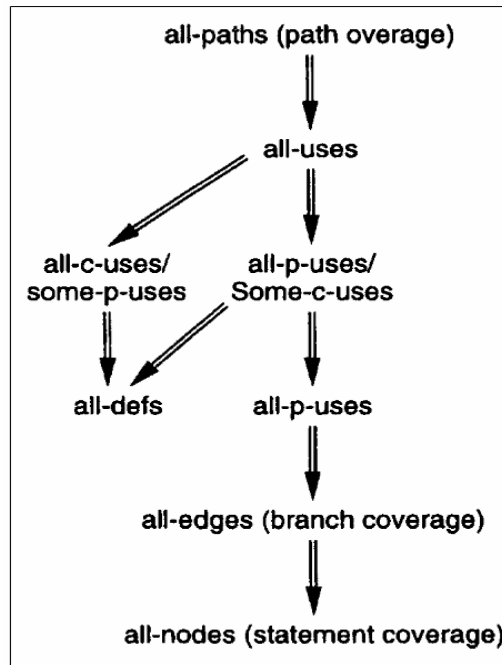 all-paths (path overage)
all-uses
all-c-uses/
some-p-uses
all-p-uses/
Some-c-uses
all-defs
all-p-uses
all-edges (branch coverage)
all-nodes (statement coverage)